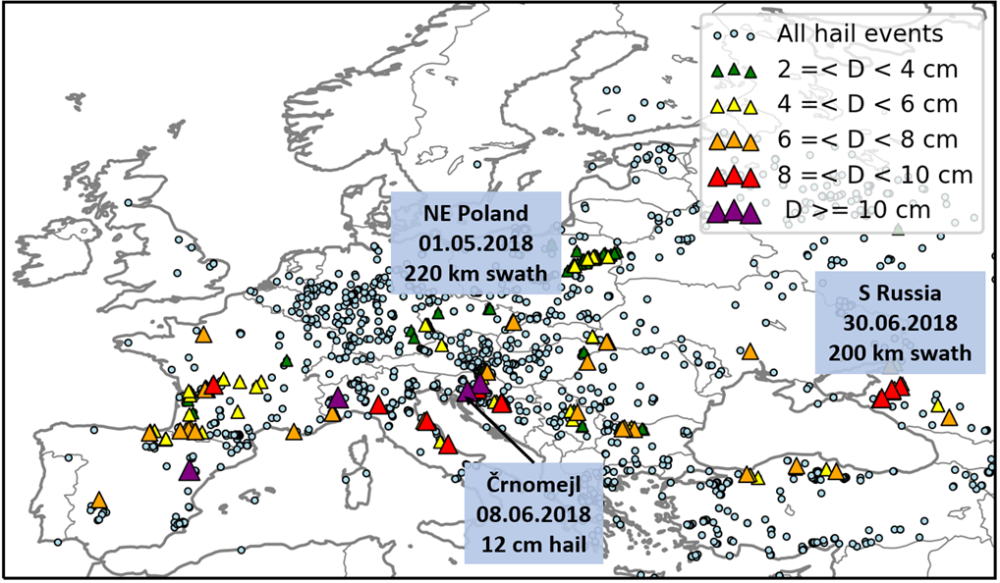 All hail events
2 =< D < 4 cm
4 =< D < 6 cm
6 =< D < 8 cm
8 =< D < 10 cm
D >= 10 cm
NE Poland
01.05.2018
220 km swath
S Russia
30.06.2018
200 km swath
Črnomejl
08.06.2018
12 cm hail